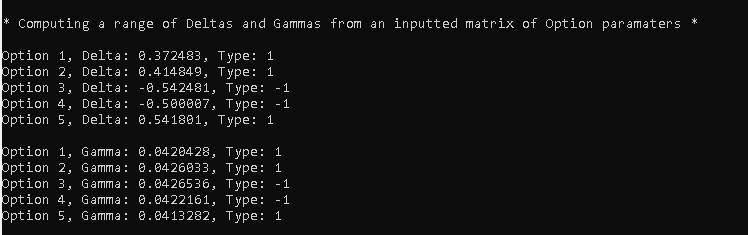 * Computing a range of Deltas and Gammas from an inputted matrix of Option paramaters *
Option 1, Delta: 0.372483, Type: 1
Option 2, Delta: 0.414849, Type: 1
Option 3, Delta: -0.542481, Type: -1
Option 4, Delta: -0.500007, Type: -1
Option 5, Delta: 0.541801, Type: 1
Option 1, Gamma: 0.0420428, Type: 1
Option 2, Gamma: 0.0426033, Type: 1
Option 3, Gamma: 0.0426536, Type: -1
Option 4, Gamma: 0.0422161, Type: -1
Option 5, Gamma: 0.0413282, Type: 1